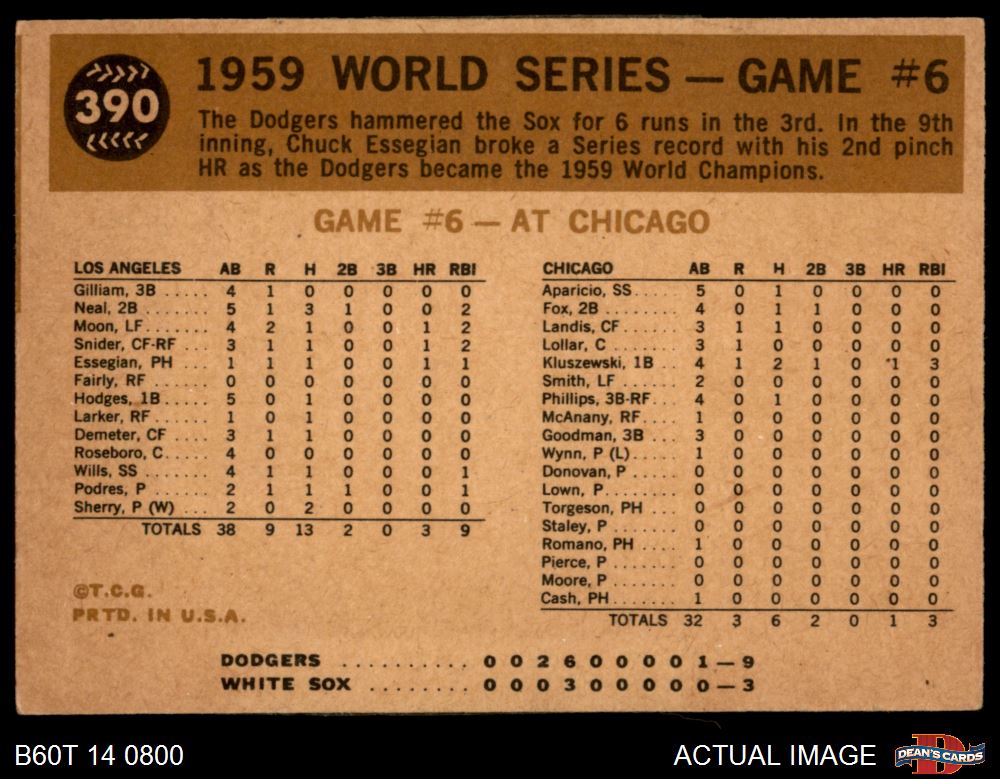 390
1959 WORLD SERIES — GAME #6
The Dodgers hammered the Sox for 6 runs in the 3rd. In the 9th
inning, Chuck Essegian broke a Series record with his 2nd pinch
HR as the Dodgers became the 1959 World Champions.
GAME #6 — AT CHICAGO
LOS ANGELES AB R H 2B 3B HR RBI
Gilliam, 3B ..... 4 1 0 0 0 0 0
Neal, 2B ....... 5 1 3 1 0 0 2
Moon, LF....... 4 2 1 0 0 1 2
Snider, CF-RF ... 3 1 1 0 0 1 2
Essegian, PH .... 1 1 1 0 0 1 1
Fairly, RF ...... 0 0 0 0 0 0 0
Hodges, 1B ...... 5 0 1 0 0 0 0
Larker, RF ...... 1 0 1 0 0 0 0
Demeter, CF .... 3 1 1 0 0 0 0
Roseboro, C..... 4 0 0 0 0 0 0
Wills, SS ....... 4 1 1 0 0 0 1
Podres, P ....... 2 1 1 1 0 0 1
Sherry, P (W) ... 2 0 2 0 0 0 0
TOTALS 38 9 13 2 0 3 9
©T.C.G.
PRTD. IN U.S.A.
CHICAGO AB R H 2B 3B HR RBI
Aparicio, SS..... 5 0 1 0 0 0 0
Fox, 2B ........ 4 0 1 1 0 0 0
Landis, CF ...... 3 1 1 0 0 0 0
Lollar, C ....... 3 1 0 0 0 0 0
Kluszewski, 1B .. 4 1 2 1 0 1 3
Smith, LF ...... 2 0 0 0 0 0 0
Phillips, 3B-RF... 4 0 1 0 0 0 0
McAnany, RF.... 1 0 0 0 0 0 0
Goodman, 3B ... 3 0 0 0 0 0 0
Wynn, P (L)..... 1 0 0 0 0 0 0
Donovan, P ..... 0 0 0 0 0 0 0
Lown, P........ 0 0 0 0 0 0 0
Torgeson, PH ... 0 0 0 0 0 0 0
Staley, P ....... 0 0 0 0 0 0 0
Romano, PH .... 1 0 0 0 0 0 0
Pierce, P ....... 0 0 0 0 0 0 0
Moore, P ....... 0 0 0 0 0 0 0
Cash, PH....... 1 0 0 0 0 0 0
TOTALS 32 3 6 2 0 1 3
DODGERS .......... 0 0 2 6 0 0 0 0 1 — 9
WHITE SOX ........ 0 0 0 3 0 0 0 0 0 — 3
B60T 14 0800
ACTUAL IMAGE
DEAN'S CARDS